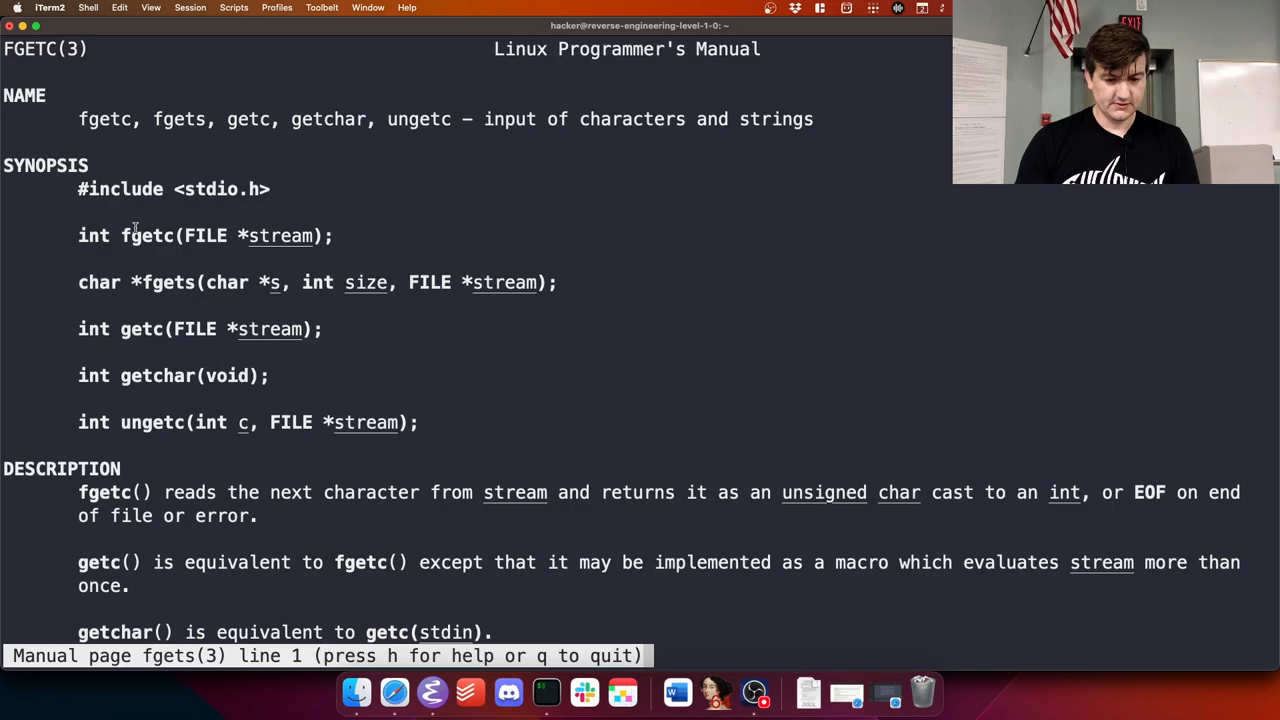 iTerm2 Shell Edit View Session Scripts Profiles Toolbelt Window Help
hacker@reverse-engineering-level-1-0: ~
EXIT
FGETC(3) Linux Programmer's Manual
NAME
fgetc, fgets, getc, getchar, ungetc - input of characters and strings
SYNOPSIS
#include <stdio.h>
int fgetc(FILE *stream);
char *fgets(char *s, int size, FILE *stream);
int getc(FILE *stream);
int getchar(void);
int ungetc(int c, FILE *stream);
DESCRIPTION
fgetc() reads the next character from stream and returns it as an unsigned char cast to an int, or EOF on end
of file or error.
getc() is equivalent to fgetc() except that it may be implemented as a macro which evaluates stream more than
once.
getchar() is equivalent to getc(stdin).
Manual page fgets(3) line 1 (press h for help or q to quit)